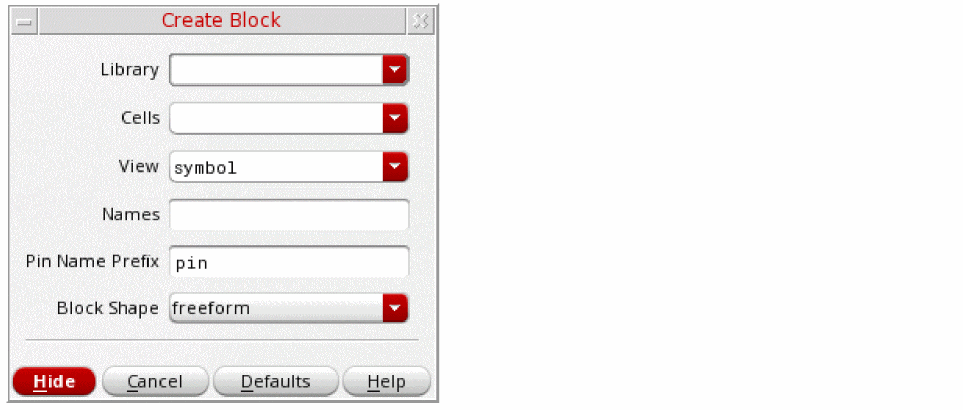 Create Block
Library
Cells
View symbol
Names
Pin Name Prefix pin
Block Shape freeform
Hide Cancel Defaults Help